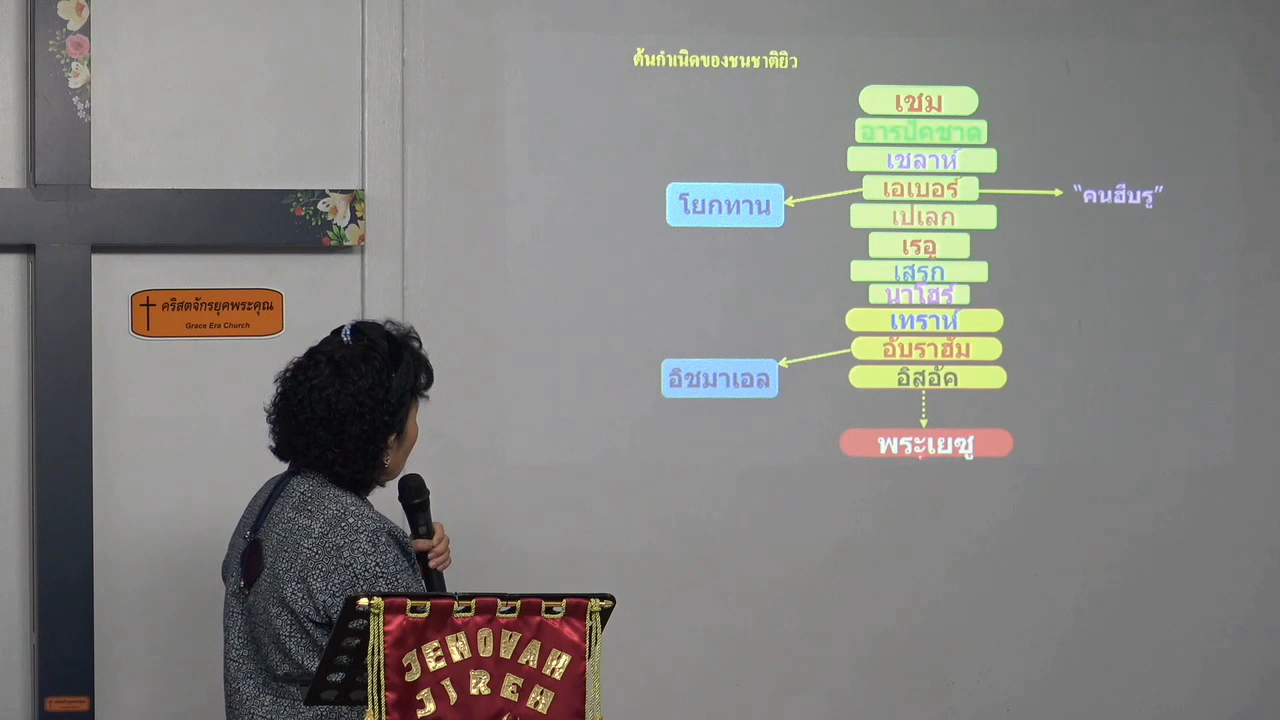 ต้นกำเนิดของชนชาติยิว
เชม
อารปัคชาด
เชลาห์
โยกทาน
เอเบอร์
“คนฮีบรู”
เปเลก
เรอู
เสรุก
นาโฮร์
เทราห์
อับราฮัม
อิชมาเอล
อิสอัค
พระเยซู
คริสตจักรยุคพระคุณ
Grace Era Church
JEHOVAH
JIREH